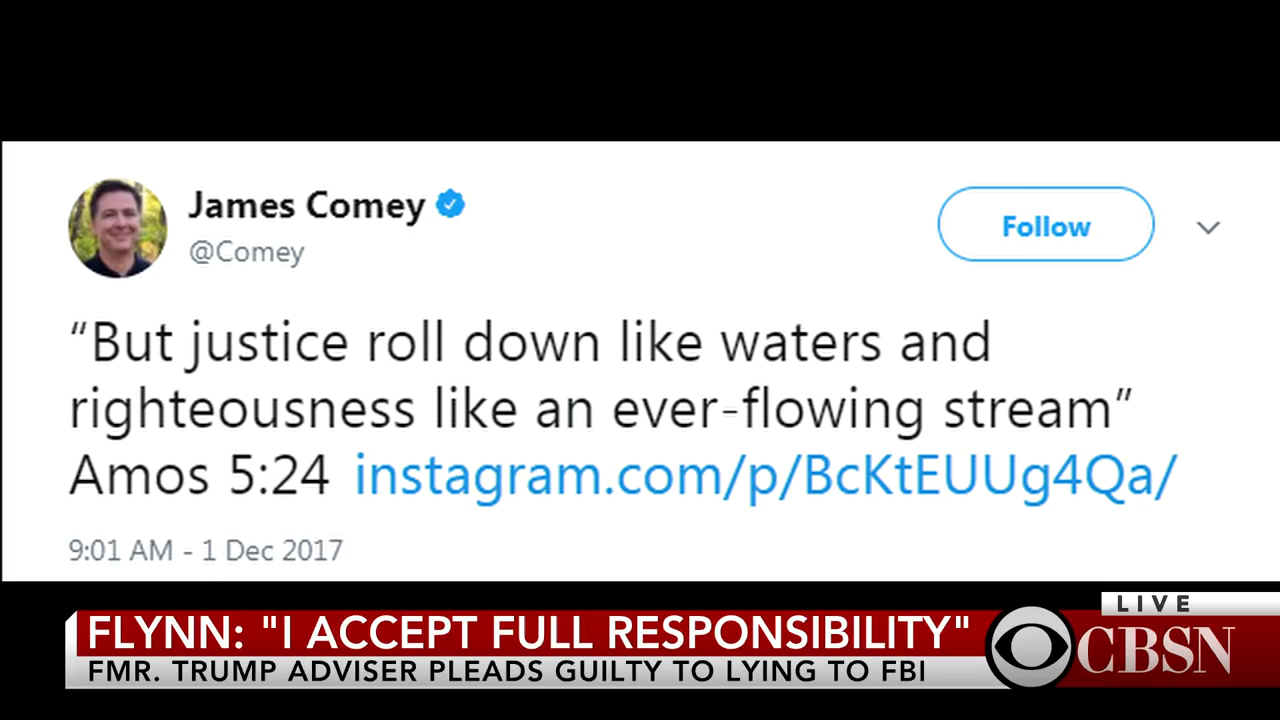 James Comey
@Comey
Follow
“But justice roll down like waters and
righteousness like an ever-flowing stream”
Amos 5:24 instagram.com/p/BcKtEUUg4Qa/
9:01 AM - 1 Dec 2017
LIVE
FLYNN: "I ACCEPT FULL RESPONSIBILITY"
FMR. TRUMP ADVISER PLEADS GUILTY TO LYING TO FBI
CBSN